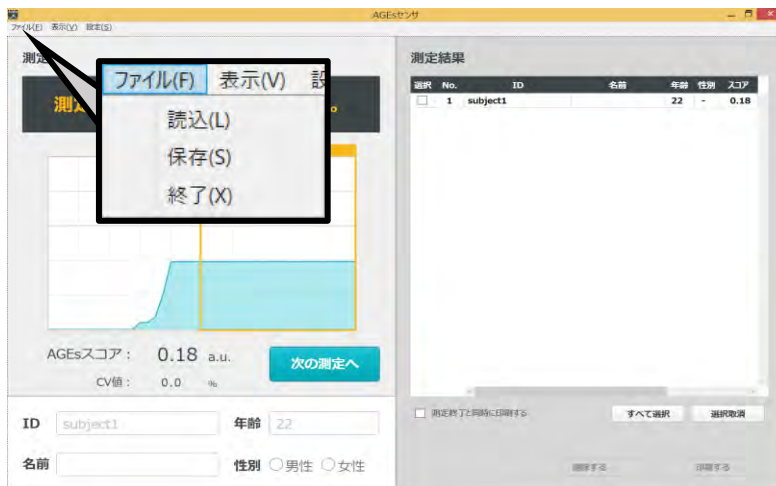 AGEsセンサ
ファイル(F) 表示(V) 設定(S)
ファイル(F) 表示(V)
読込(L)
保存(S)
終了(X)
AGEsスコア： 0.18 a.u.
CV値： 0.0 %
次の測定へ
ID subject1 年齢 22
名前 性別 男性 女性
測定結果
選択 No. ID 名前 年齢 性別 スコア
1 subject1 22 - 0.18
測定終了と同時に印刷する すべて選択 選択取消
削除する 印刷する